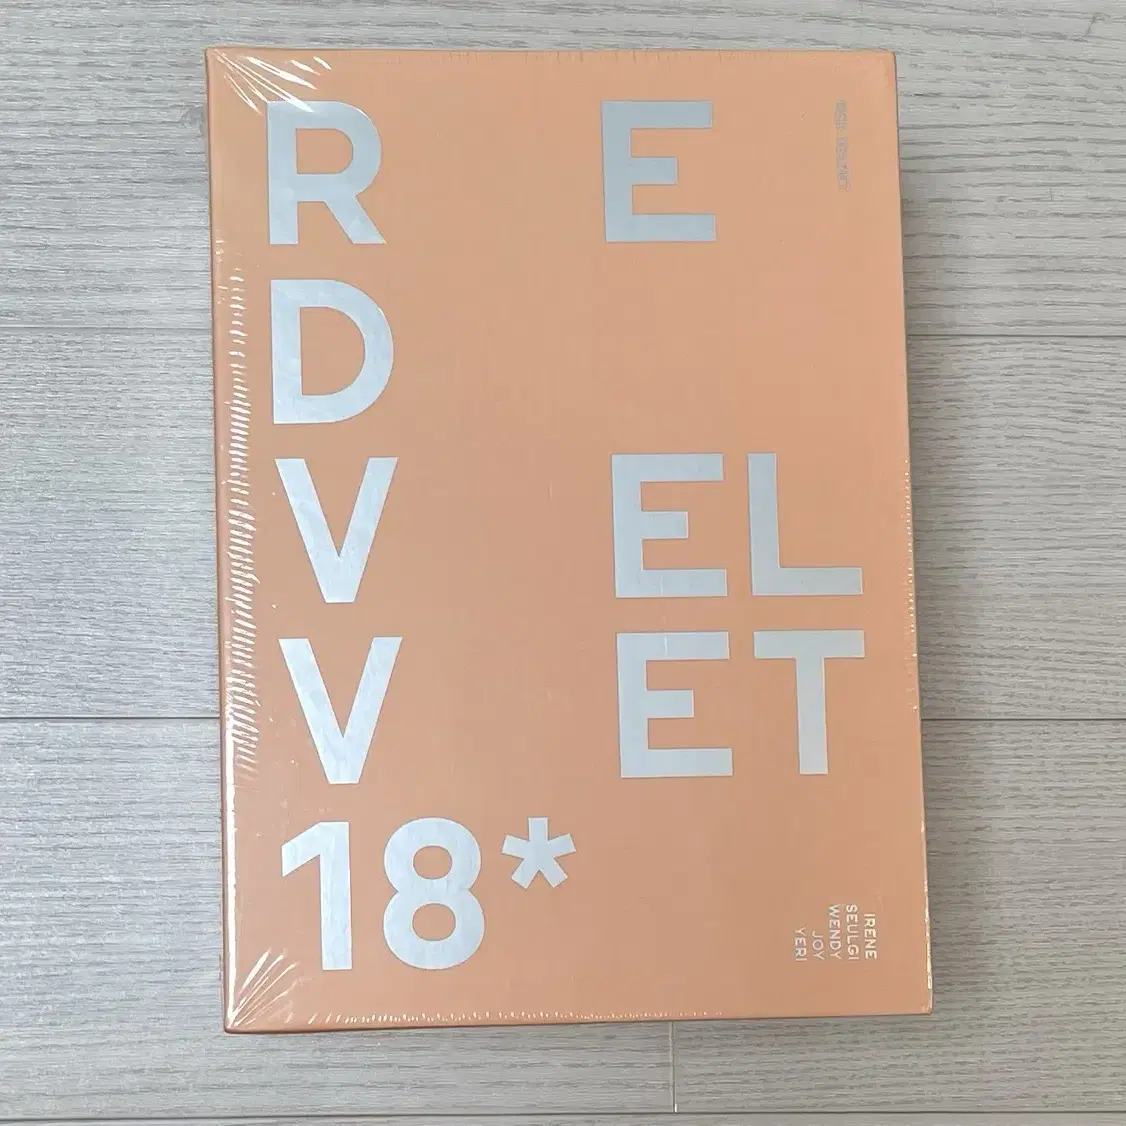 R E
D
V EL
V ET
18*
IRENE
SEULGI
WENDY
JOY
YERI